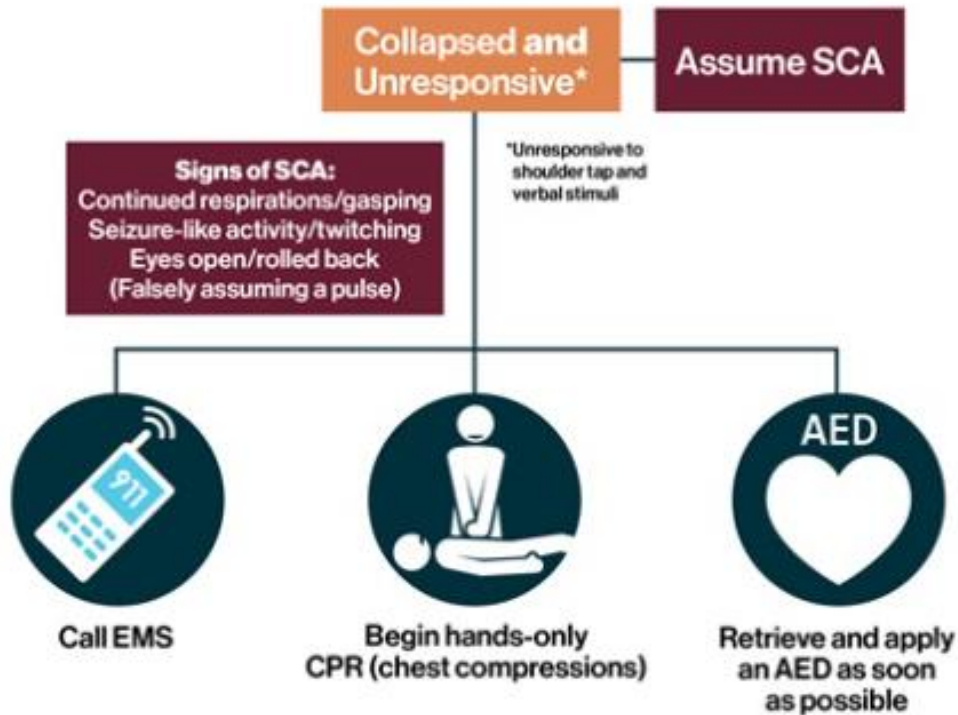 Collapsed and
Unresponsive*
Assume SCA
*Unresponsive to
shoulder tap and
verbal stimuli
Signs of SCA:
Continued respirations/gasping
Seizure-like activity/twitching
Eyes open/rolled back
(Falsely assuming a pulse)
911
Call EMS
Begin hands-only
CPR (chest compressions)
AED
Retrieve and apply
an AED as soon
as possible